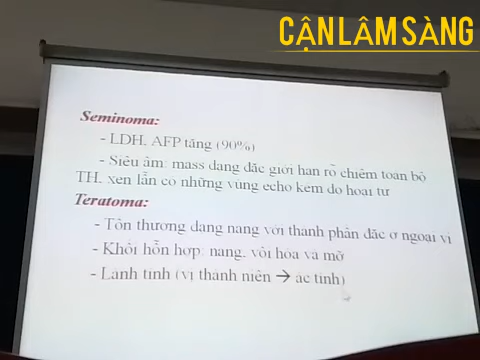 CẬN LÂM SÀNG
Seminoma:
- LDH, AFP tăng (90%)
- Siêu âm: mass dạng đặc giới hạn rõ chiếm toàn bộ
TH, xen lẫn có những vùng echo kém do hoại tử
Teratoma:
- Tổn thương dạng nang với thành phần đặc ở ngoại vi
- Khối hỗn hợp: nang, vôi hóa và mỡ
- Lành tính (vị thành niên → ác tính)